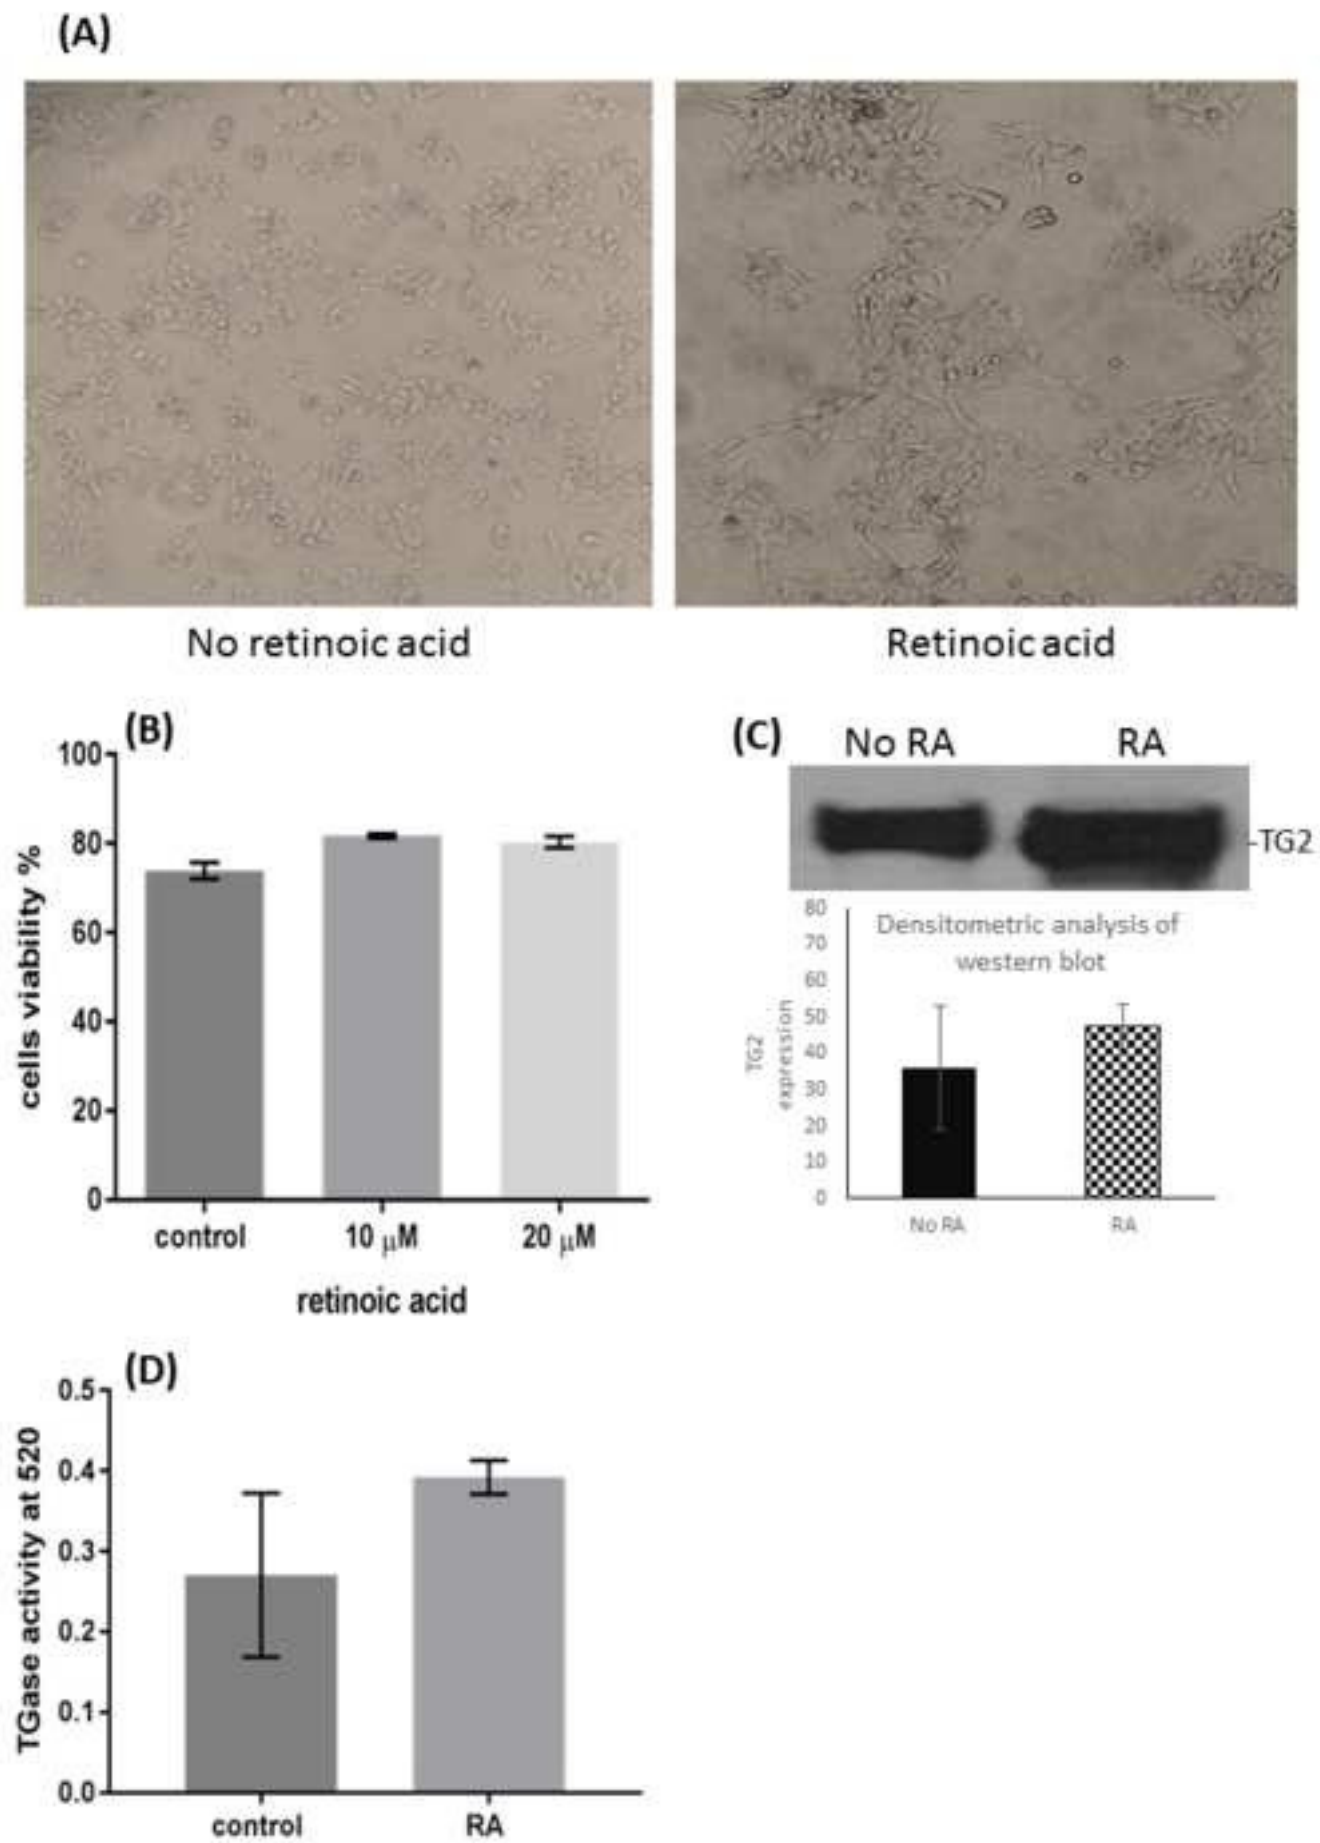 (A)
No retinoic acid
Retinoic acid
(B)
100
80
60
40
20
0
cells viability %
control
10 μM
20 μM
retinoic acid
(C)
No RA
RA
-TG2
Densitometric analysis of
western blot
80
70
60
50
40
30
20
10
0
TG2
expression
No RA
RA
(D)
0.5
0.4
0.3
0.2
0.1
0.0
TGase activity at 520
control
RA